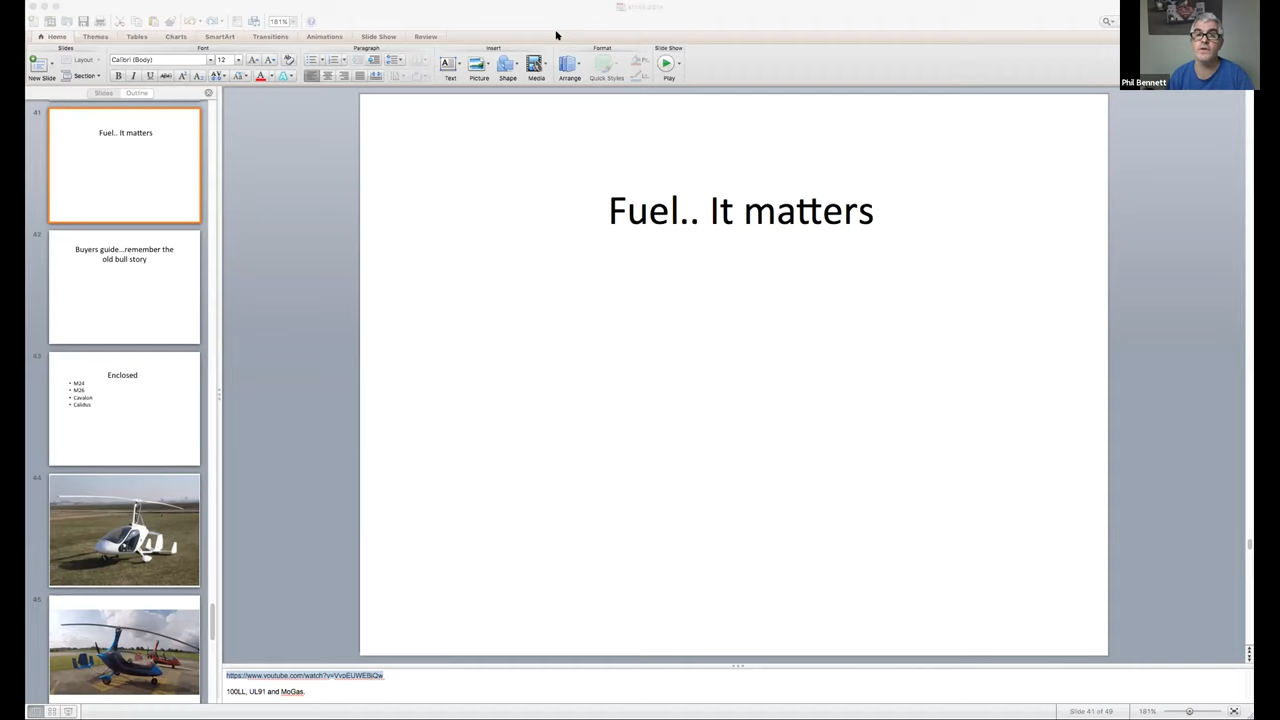 181%
Home Themes Tables Charts SmartArt Transitions Animations Slide Show Review
Slides Font Paragraph Insert Format Slide Show
New Slide Layout Section Calibri (Body) 12 Text Picture Shape Media Arrange Quick Styles Play
B I U ABC
Slides Outline
41
Fuel.. It matters
42
Buyers guide...remember the
old bull story
43
Enclosed
• M24
• M26
• Cavalon
• Calidus
44
45
Fuel.. It matters
https://www.youtube.com/watch?v=VvoEUWEBiQw
100LL, UL91 and MoGas.
Slide 41 of 49 181%
Phil Bennett